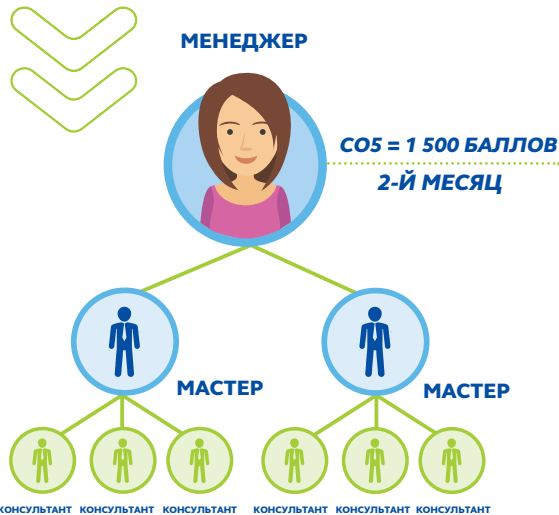 МЕНЕДЖЕР
СО5 = 1 500 БАЛЛОВ
2-Й МЕСЯЦ
МАСТЕР
МАСТЕР
КОНСУЛЬТАНТ КОНСУЛЬТАНТ КОНСУЛЬТАНТ КОНСУЛЬТАНТ КОНСУЛЬТАНТ КОНСУЛЬТАНТ